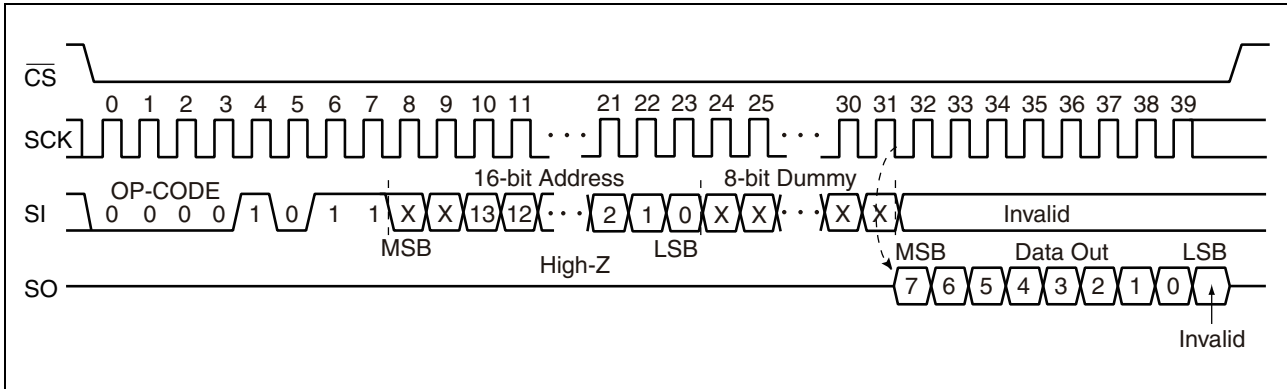 CS
0 1 2 3 4 5 6 7 8 9 10 11 21 22 23 24 25 30 31 32 33 34 35 36 37 38 39
SCK
OP-CODE 16-bit Address 8-bit Dummy
SI 0 0 0 0 1 0 1 1 X X 13 12 2 1 0 X X X X Invalid
MSB LSB MSB Data Out LSB
High-Z
SO 7 6 5 4 3 2 1 0
Invalid